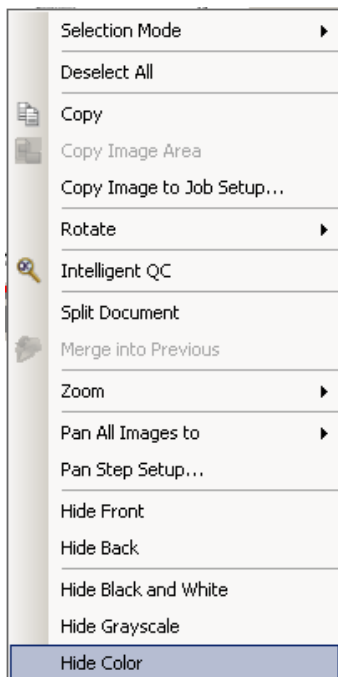 Selection Mode
Deselect All
Copy
Copy Image Area
Copy Image to Job Setup...
Rotate
Intelligent QC
Split Document
Merge into Previous
Zoom
Pan All Images to
Pan Step Setup...
Hide Front
Hide Back
Hide Black and White
Hide Grayscale
Hide Color